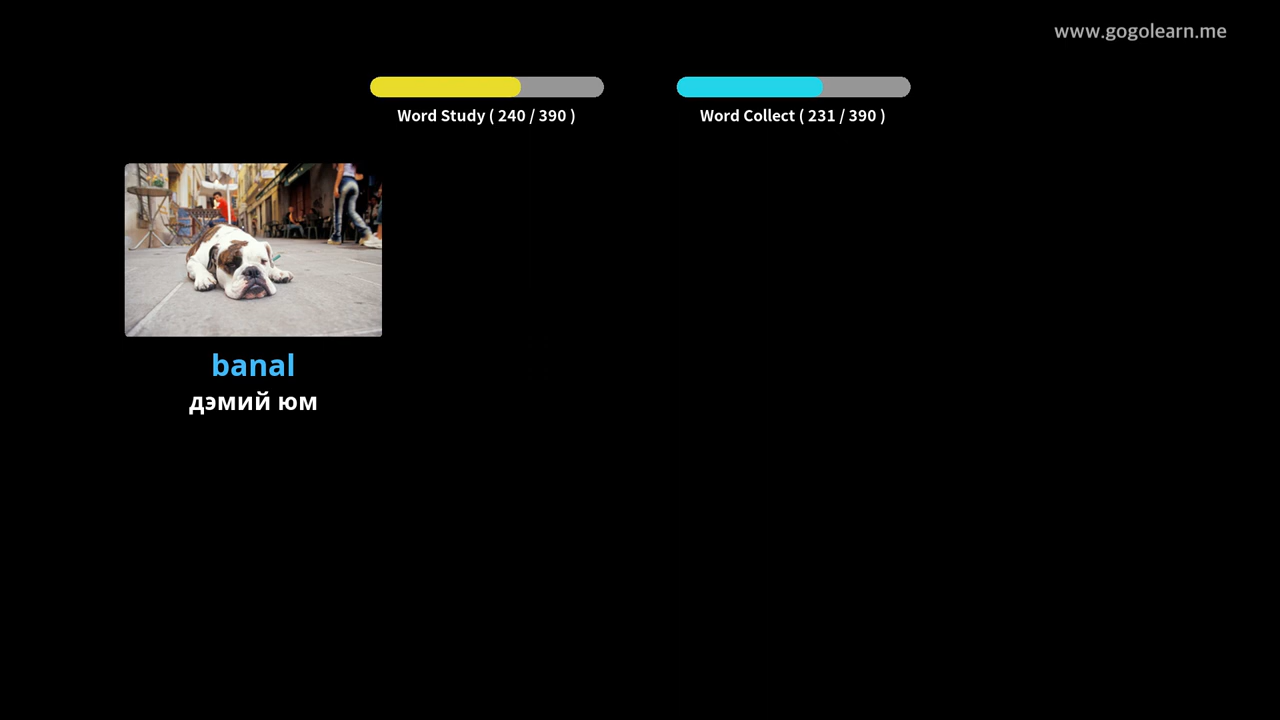 www.gogolearn.me
Word Study ( 240 / 390 )
Word Collect ( 231 / 390 )
banal
дэмий юм